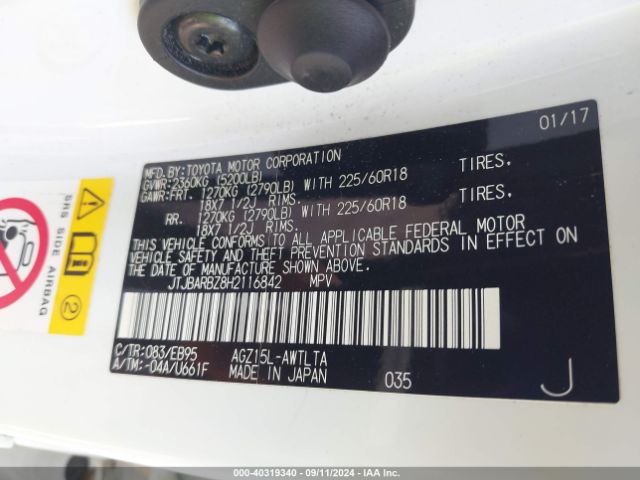 01/17
MFD.BY:TOYOTA MOTOR CORPORATION
GVWR:2360KG (5200LB)
GAWR:FRT. 1270KG (2790LB) WITH 225/60R18 TIRES.
18X7 1/2J RIMS.
RR. 1270KG (2790LB) WITH 225/60R18 TIRES.
18X7 1/2J RIMS.
THIS VEHICLE CONFORMS TO ALL APPLICABLE FEDERAL MOTOR
VEHICLE SAFETY AND THEFT PREVENTION STANDARDS IN EFFECT ON
THE DATE OF MANUFACTURE SHOWN ABOVE.
JTJBARBZ8H2116842 MPV
C/TR:083/EB95 AGZ15L-AWTLTA
A/TM:-04A/U661F MADE IN JAPAN 035 J
SRS SIDE AIRBAG
2
000-40319340 - 09/11/2024 - IAA Inc.